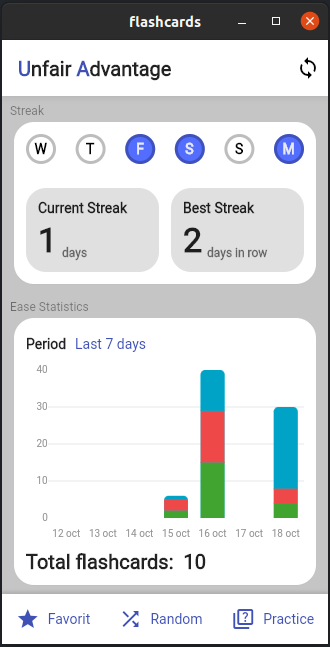 flashcards
Unfair Advantage
Streak
W T F S S M
Current Streak Best Streak
1 days 2 days in row
Ease Statistics
Period Last 7 days
40
30
20
10
0
12 oct 13 oct 14 oct 15 oct 16 oct 17 oct 18 oct
Total flashcards: 10
Favorit Random ? Practice